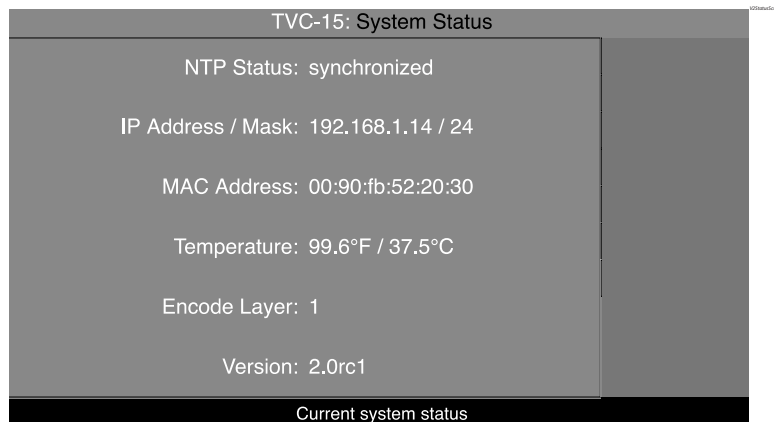 TVC-15: System Status
NTP Status: synchronized
IP Address / Mask: 192.168.1.14 / 24
MAC Address: 00:90:fb:52:20:30
Temperature: 99.6°F / 37.5°C
Encode Layer: 1
Version: 2.0rc1
Current system status